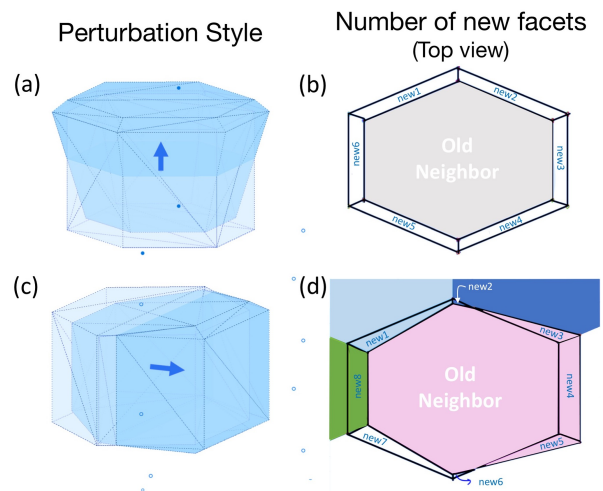 Perturbation Style
Number of new facets
(Top view)
(a)
(b)
new1
new2
new6
Old
Neighbor
new3
new5
new4
(c)
(d)
new2
new1
new3
new8
Old
Neighbor
new4
new7
new5
new6